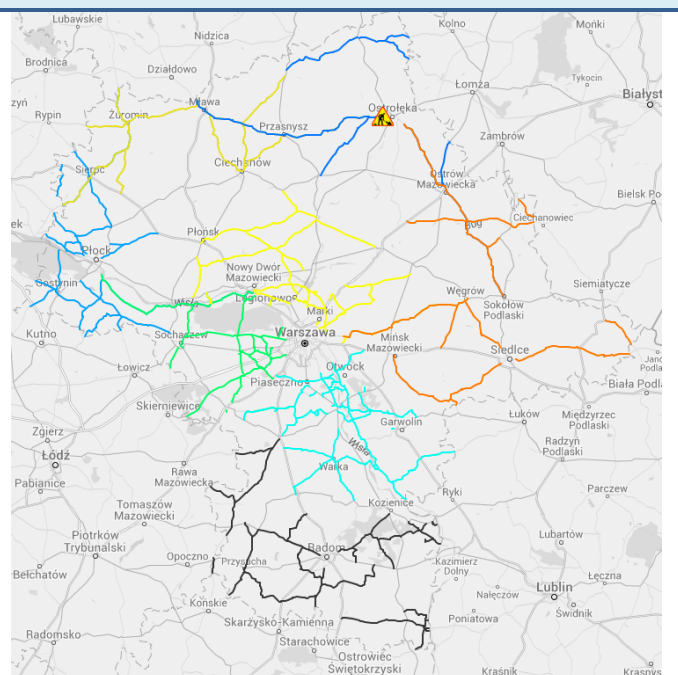 Lubawskie
Kolno
Mońki
Nidzica
Brodnica
Działdowo
Łomża
Tykocin
Białyst
zyń
Rypin
Żuromin
Mława
Ostrołęka
Przasnysz
Zambrów
Sierpc
Ciechanów
Ostrów
Mazowiecka
Bielsk Po
ek
Płońsk
Bug
Ciechanowiec
Płock
Nowy Dwór
Mazowiecki
Siemiatycze
Gostynin
Wisła
Legionowo
Węgrów
Marki
Sokołów
Podlaski
Kutno
Sochaczew
Warszawa
Mińsk
Mazowiecki
Siedlce
Łowicz
Otwock
Piaseczno
Biała Podla
Skierniewice
Łuków
Międzyrzec
Podlaski
Garwolin
Zgierz
Radzyń
Podlaski
Łódź
Wisła
Warka
Pabianice
Rawa
Mazowiecka
Ryki
Parczew
Kozienice
Tomaszów
Mazowiecki
Piotrków
Trybunalski
Lubartów
Radom
Opoczno
Przysucha
Kazimierz
Dolny
Bełchatów
Łęczna
Nałęczów
Lublin
Końskie
Świdnik
Poniatowa
Skarżysko-Kamienna
Radomsko
Starachowice
Ostrowiec
Świętokrzyski
Kraśnik
Krasnys